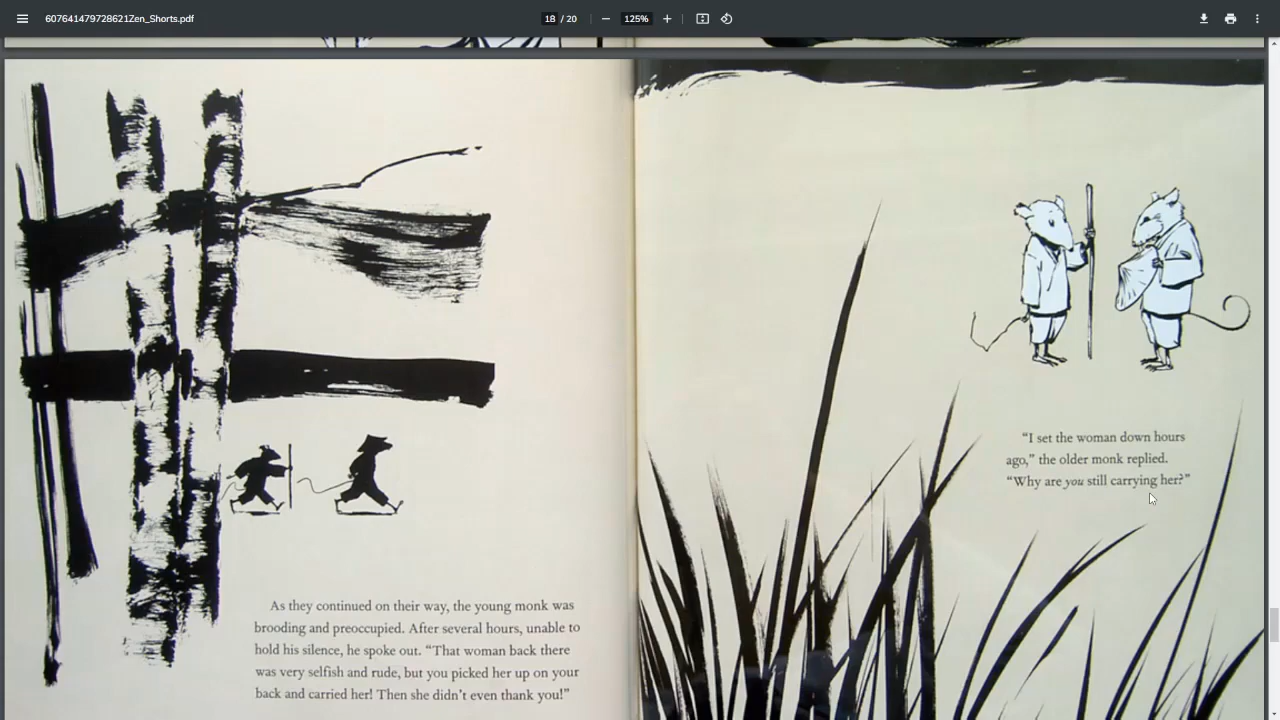 607641479728621Zen_Shorts.pdf
18 / 20
125%
As they continued on their way, the young monk was
brooding and preoccupied. After several hours, unable to
hold his silence, he spoke out. “That woman back there
was very selfish and rude, but you picked her up on your
back and carried her! Then she didn’t even thank you!”
“I set the woman down hours
ago,” the older monk replied.
“Why are you still carrying her?”